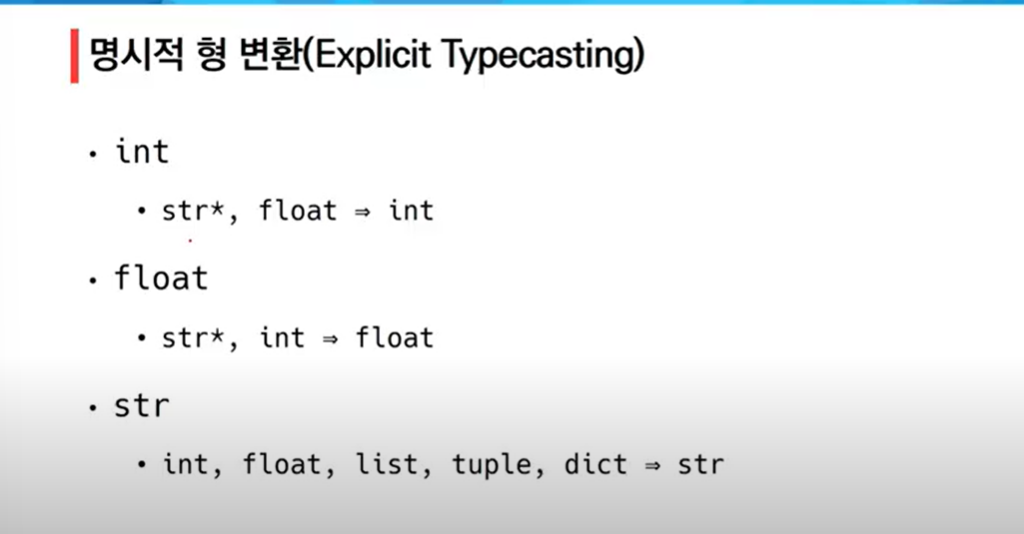 명시적 형 변환(Explicit Typecasting)
• int
• str*, float ⇒ int
• float
• str*, int ⇒ float
• str
• int, float, list, tuple, dict ⇒ str